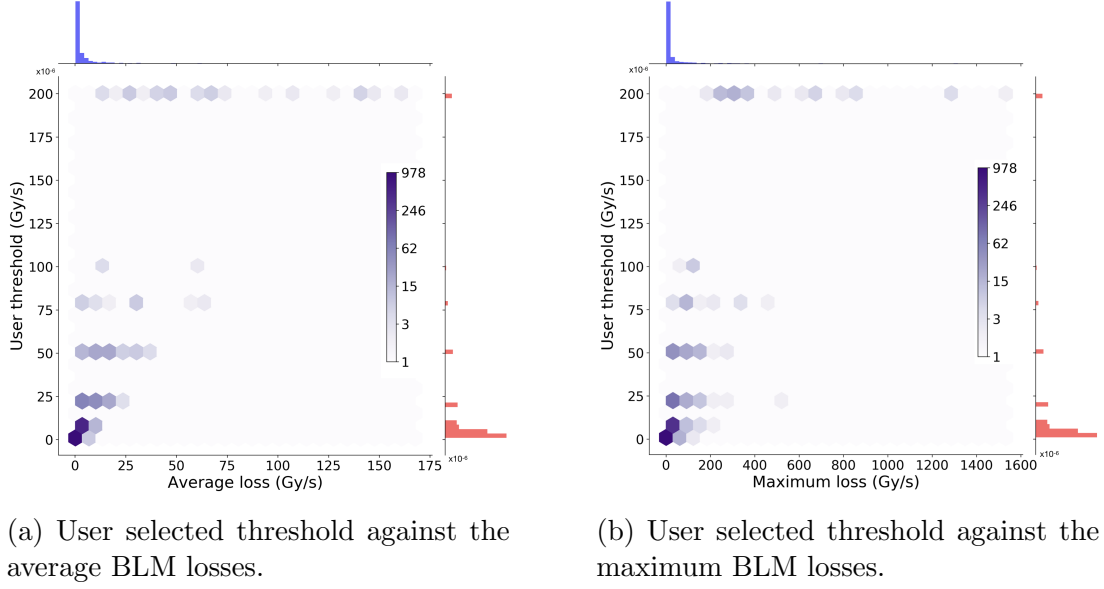 x10⁻⁶
200
175
150
125
100
75
50
25
0
User threshold (Gy/s)
978
246
62
15
3
1
0 25 50 75 100 125 150 175
x10⁻⁶
Average loss (Gy/s)
x10⁻⁶
200
175
150
125
100
75
50
25
0
User threshold (Gy/s)
978
246
62
15
3
1
0 200 400 600 800 1000 1200 1400 1600
x10⁻⁶
Maximum loss (Gy/s)
(a) User selected threshold against the
average BLM losses.
(b) User selected threshold against the
maximum BLM losses.